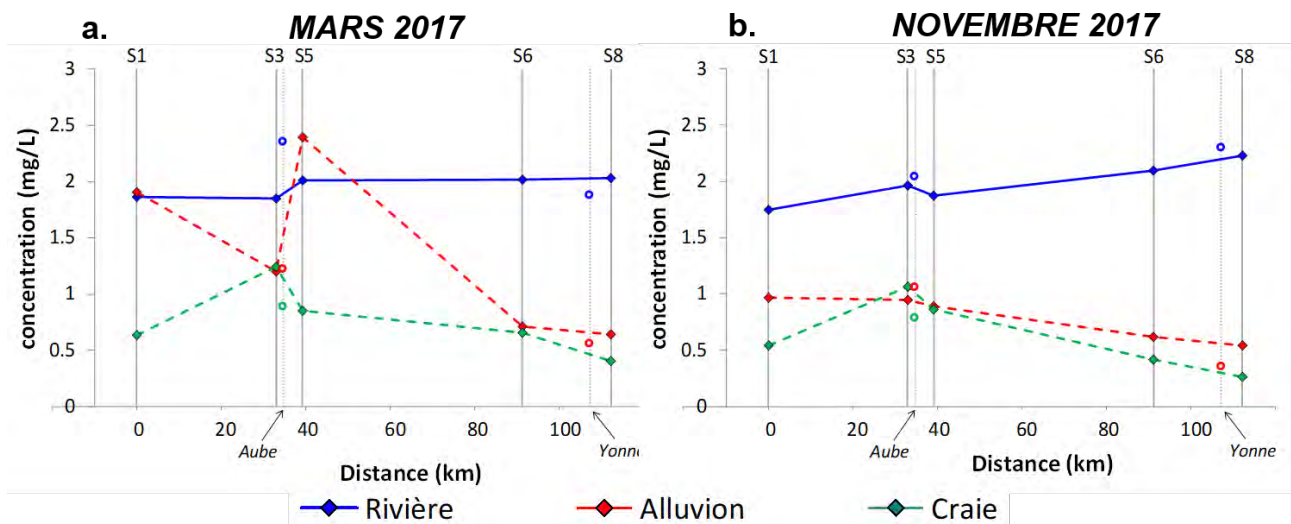 a. MARS 2017
S1 S3 S5 S6 S8
3
2.5
2
1.5
1
0.5
0
concentration (mg/L)
0 20 40 60 80 100
Aube
Yonne
Distance (km)
b. NOVEMBRE 2017
S1 S3 S5 S6 S8
3
2.5
2
1.5
1
0.5
0
concentration (mg/L)
0 20 40 60 80 100
Aube
Yonne
Distance (km)
Rivière Alluvion Craie